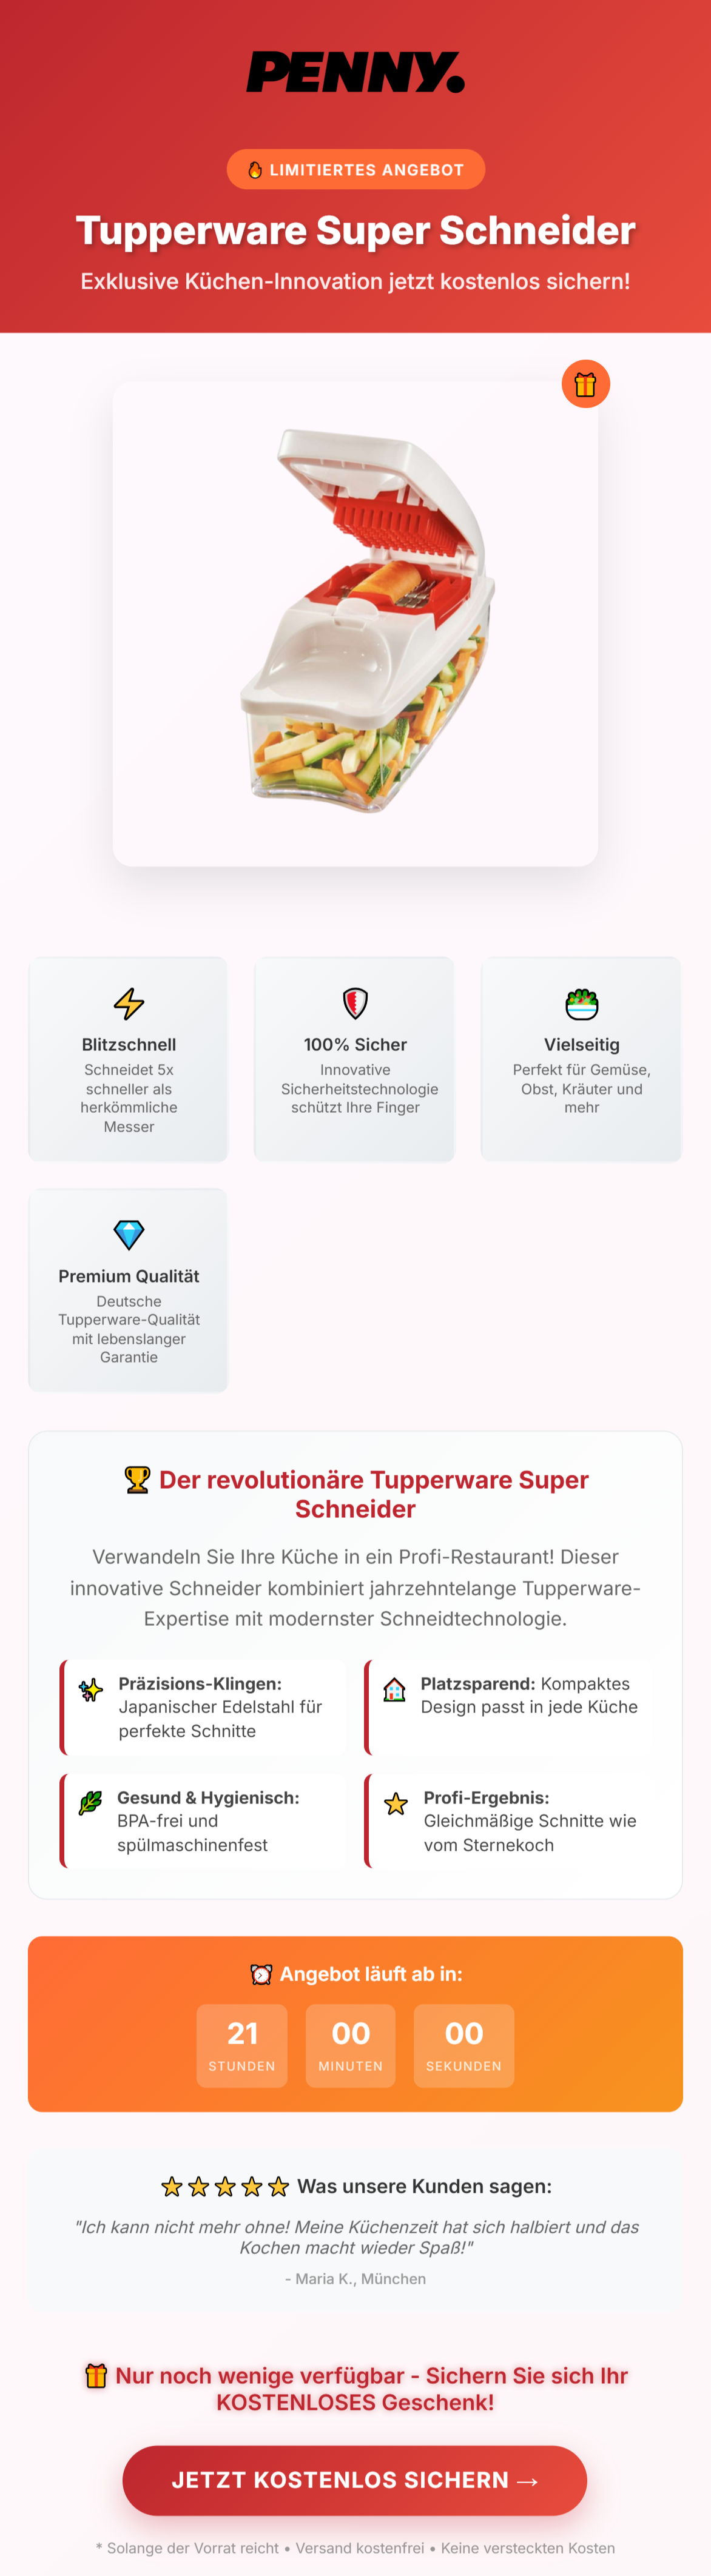 PENNY.
LIMITIERTES ANGEBOT
Tupperware Super Schneider
Exklusive Küchen-Innovation jetzt kostenlos sichern!
Blitzschnell
Schneidet 5x
schneller als
herkömmliche
Messer
100% Sicher
Innovative
Sicherheitstechnologie
schützt Ihre Finger
Vielseitig
Perfekt für Gemüse,
Obst, Kräuter und
mehr
Premium Qualität
Deutsche
Tupperware-Qualität
mit lebenslanger
Garantie
Der revolutionäre Tupperware Super
Schneider
Verwandeln Sie Ihre Küche in ein Profi-Restaurant! Dieser
innovative Schneider kombiniert jahrzehntelange Tupperware-
Expertise mit modernster Schneidtechnologie.
Präzisions-Klingen:
Japanischer Edelstahl für
perfekte Schnitte
Platzsparend: Kompaktes
Design passt in jede Küche
Gesund & Hygienisch:
BPA-frei und
spülmaschinenfest
Profi-Ergebnis:
Gleichmäßige Schnitte wie
vom Sternekoch
Angebot läuft ab in:
21 00 00
STUNDEN MINUTEN SEKUNDEN
Was unsere Kunden sagen:
"Ich kann nicht mehr ohne! Meine Küchenzeit hat sich halbiert und das
Kochen macht wieder Spaß!"
- Maria K., München
Nur noch wenige verfügbar - Sichern Sie sich Ihr
KOSTENLOSES Geschenk!
JETZT KOSTENLOS SICHERN →
* Solange der Vorrat reicht • Versand kostenfrei • Keine versteckten Kosten